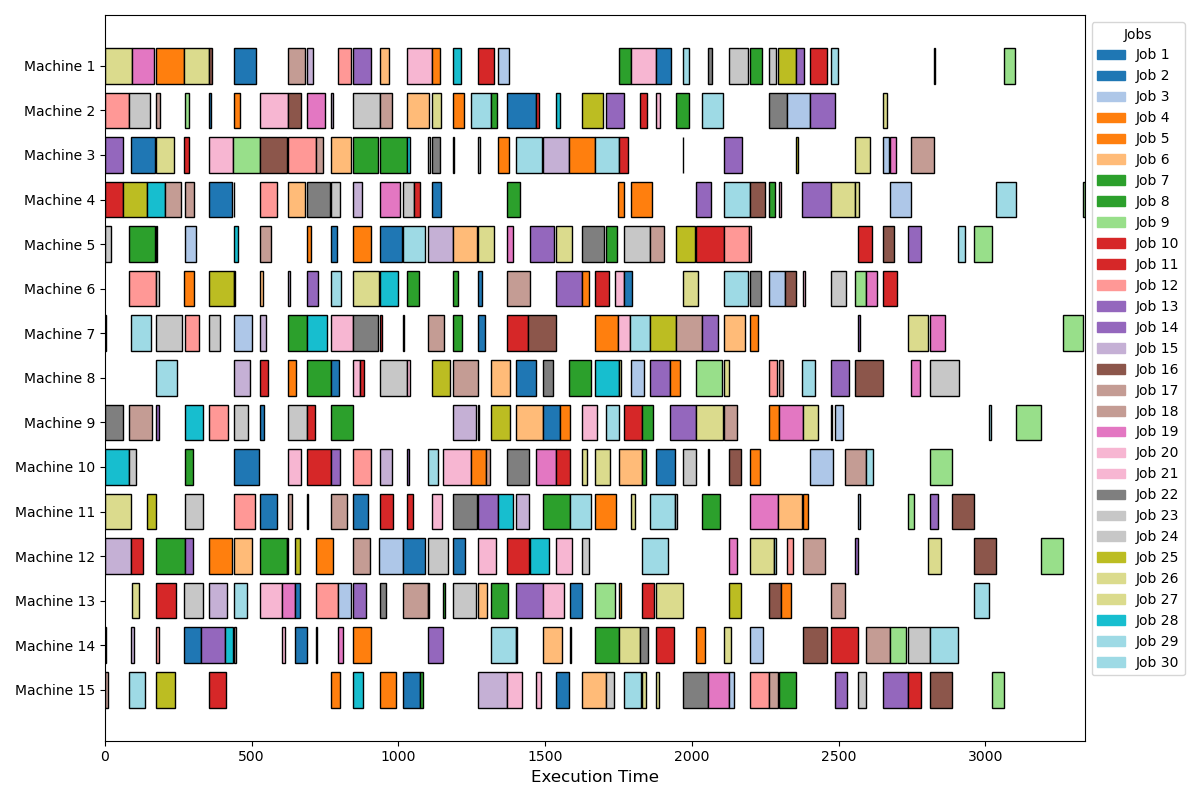 Machine 1
Machine 2
Machine 3
Machine 4
Machine 5
Machine 6
Machine 7
Machine 8
Machine 9
Machine 10
Machine 11
Machine 12
Machine 13
Machine 14
Machine 15
0 500 1000 1500 2000 2500 3000
Execution Time
Jobs
Job 1
Job 2
Job 3
Job 4
Job 5
Job 6
Job 7
Job 8
Job 9
Job 10
Job 11
Job 12
Job 13
Job 14
Job 15
Job 16
Job 17
Job 18
Job 19
Job 20
Job 21
Job 22
Job 23
Job 24
Job 25
Job 26
Job 27
Job 28
Job 29
Job 30